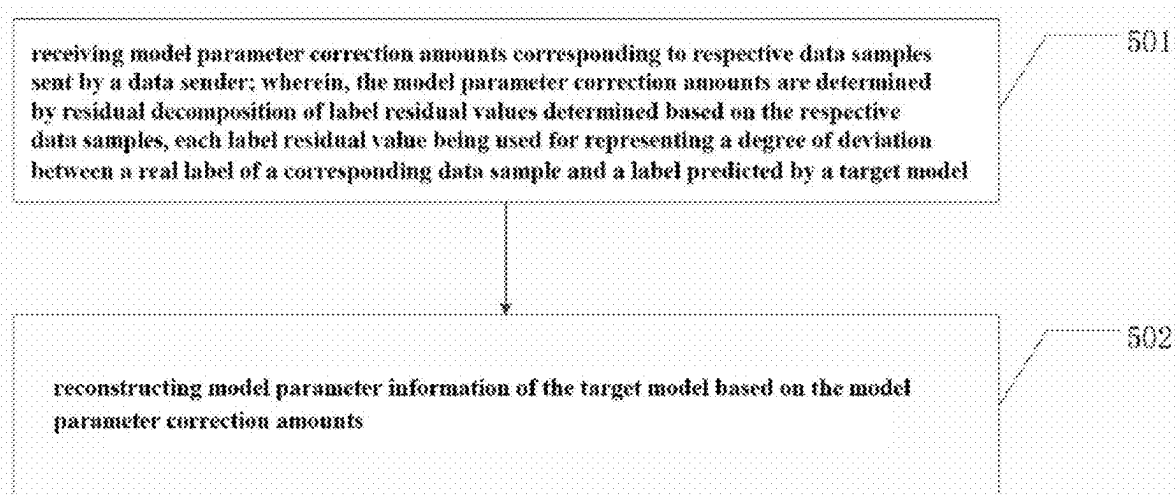 receiving model parameter correction amounts corresponding to respective data samples
sent by a data sender; wherein, the model parameter correction amounts are determined
by residual decomposition of label residual values determined based on the respective
data samples, each label residual value being used for representing a degree of deviation
between a real label of a corresponding data sample and a label predicted by a target model
501
reconstructing model parameter information of the target model based on the model
parameter correction amounts
502